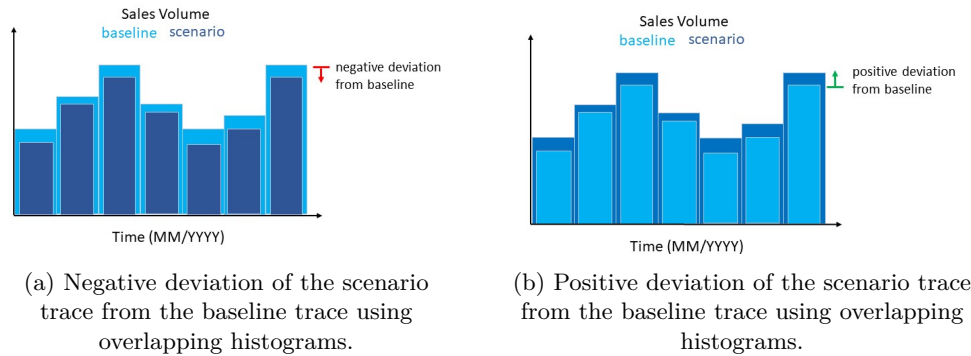 Sales Volume
baseline scenario
negative deviation
from baseline
Time (MM/YYYY)
(a) Negative deviation of the scenario
trace from the baseline trace using
overlapping histograms.
Sales Volume
baseline scenario
positive deviation
from baseline
Time (MM/YYYY)
(b) Positive deviation of the scenario trace
from the baseline trace using overlapping
histograms.